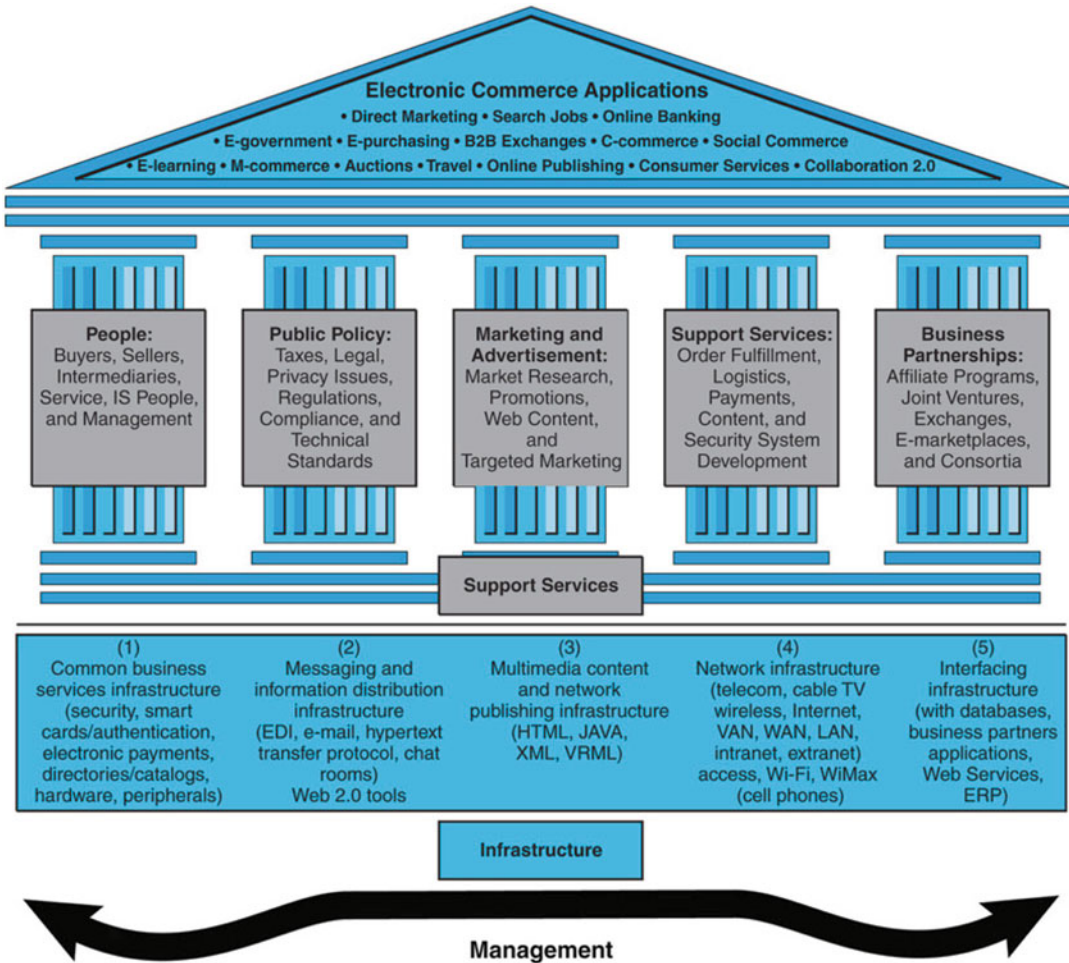 Electronic Commerce Applications
• Direct Marketing • Search Jobs • Online Banking
• E-government • E-purchasing • B2B Exchanges • C-commerce • Social Commerce
• E-learning • M-commerce • Auctions • Travel • Online Publishing • Consumer Services • Collaboration 2.0
People:
Buyers, Sellers,
Intermediaries,
Service, IS People,
and Management
Public Policy:
Taxes, Legal,
Privacy Issues,
Regulations,
Compliance, and
Technical
Standards
Marketing and
Advertisement:
Market Research,
Promotions,
Web Content,
and
Targeted Marketing
Support Services:
Order Fulfillment,
Logistics,
Payments,
Content, and
Security System
Development
Business
Partnerships:
Affiliate Programs,
Joint Ventures,
Exchanges,
E-marketplaces,
and Consortia
Support Services
(1)
Common business
services infrastructure
(security, smart
cards/authentication,
electronic payments,
directories/catalogs,
hardware, peripherals)
(2)
Messaging and
information distribution
infrastructure
(EDI, e-mail, hypertext
transfer protocol, chat
rooms)
Web 2.0 tools
(3)
Multimedia content
and network
publishing infrastructure
(HTML, JAVA,
XML, VRML)
(4)
Network infrastructure
(telecom, cable TV
wireless, Internet,
VAN, WAN, LAN,
intranet, extranet)
access, Wi-Fi, WiMax
(cell phones)
(5)
Interfacing
infrastructure
(with databases,
business partners
applications,
Web Services,
ERP)
Infrastructure
Management